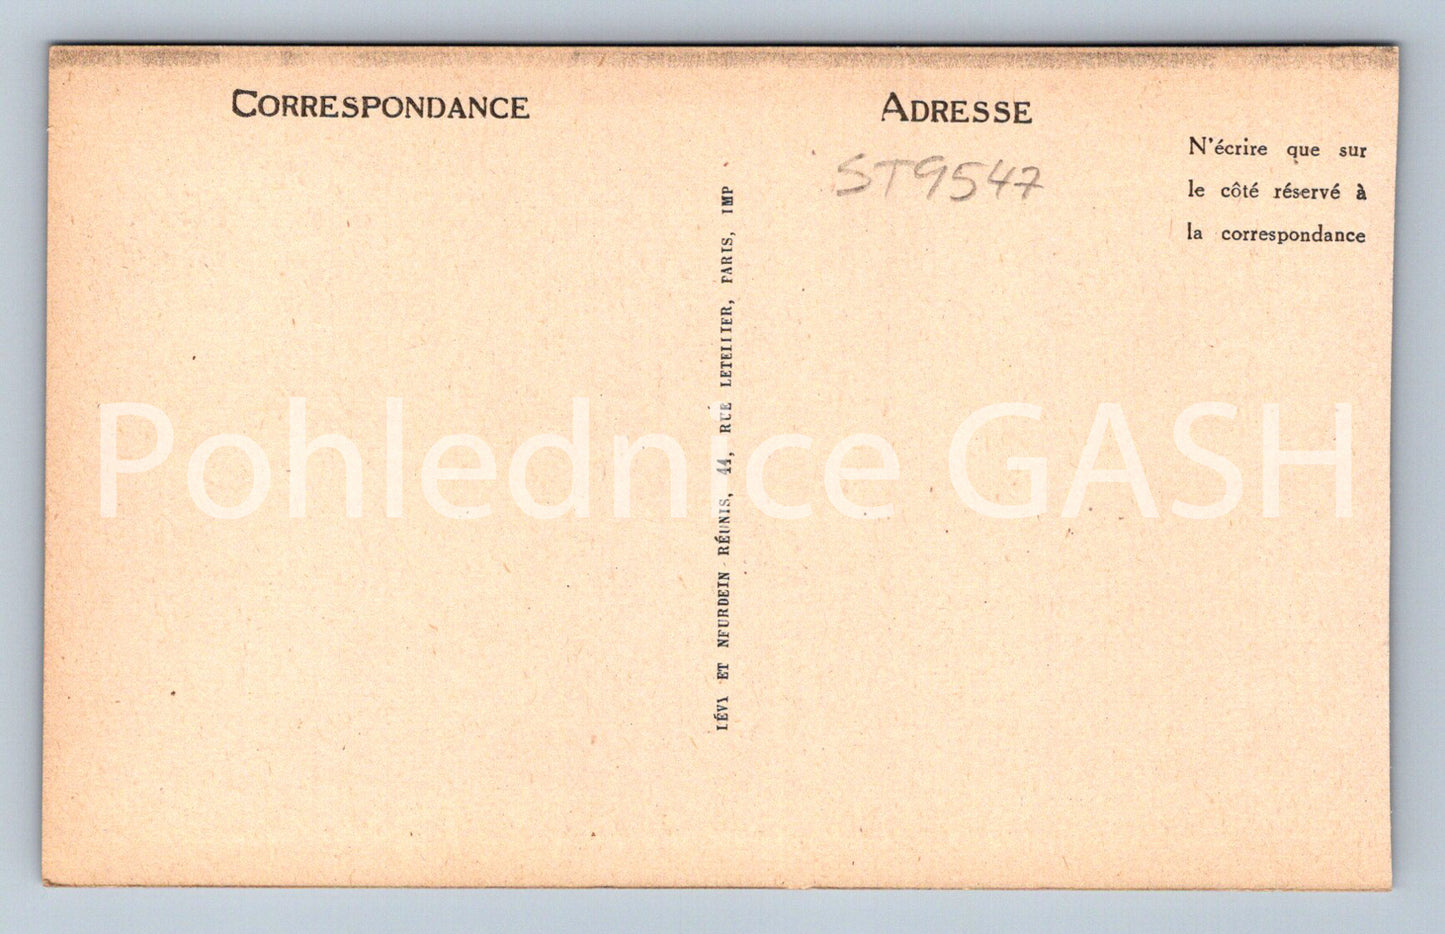 CORRESPONDANCE
ADRESSE
N'écrire que sur
le côté réservé à
la correspondance
ST9547
LÉVY ET NEURDEIN RÉUNIS, 44, RUE LETELLIER, PARIS, IMP
Pohlednice GASH